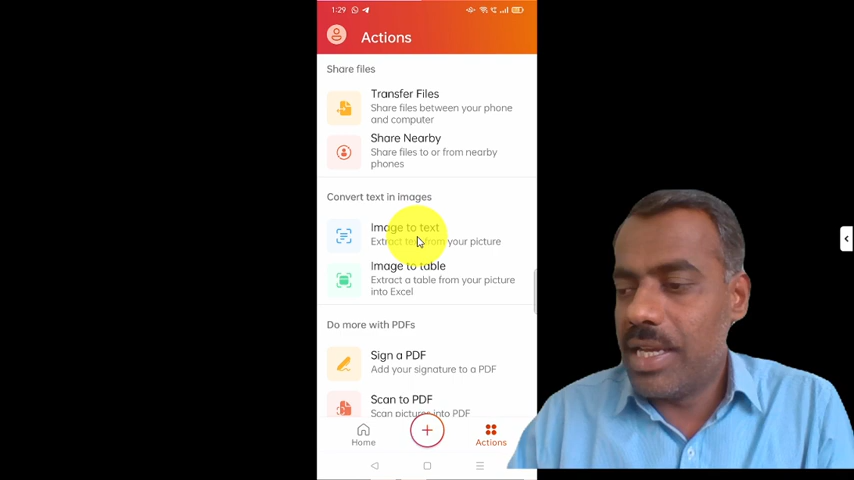 1:29
Actions
Share files
Transfer Files
Share files between your phone
and computer
Share Nearby
Share files to or from nearby
phones
Convert text in images
Image to text
Extract text from your picture
Image to table
Extract a table from your picture
into Excel
Do more with PDFs
Sign a PDF
Add your signature to a PDF
Scan to PDF
Scan pictures into PDF
Home
Actions